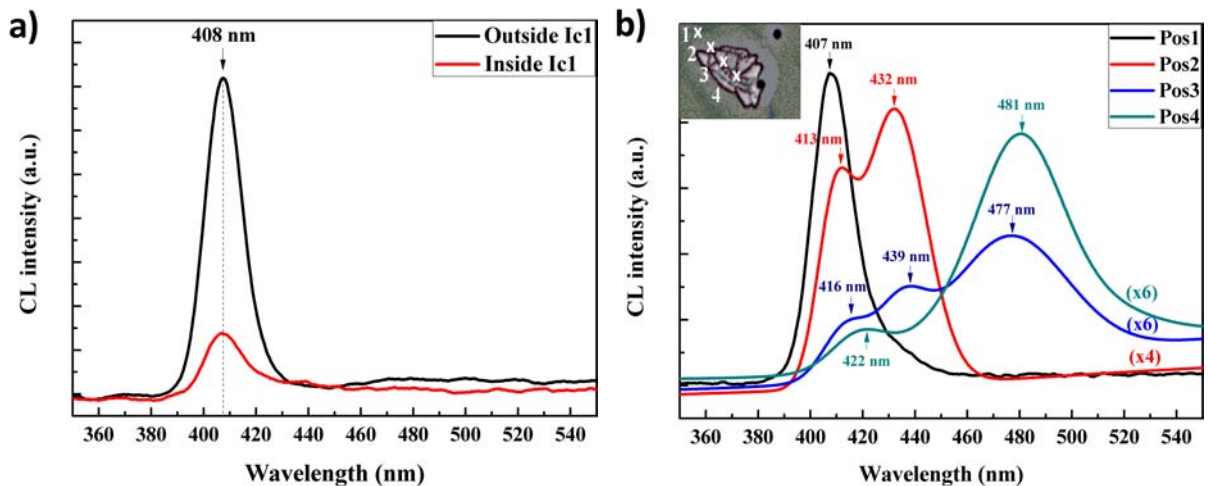 a)
408 nm
Outside Ic1
Inside Ic1
CL intensity (a.u.)
360 380 400 420 440 460 480 500 520 540
Wavelength (nm)
b)
1
2
3
4
407 nm
432 nm
413 nm
481 nm
477 nm
439 nm
416 nm
422 nm
Pos1
Pos2
Pos3
Pos4
(x6)
(x6)
(x4)
CL intensity (a.u.)
360 380 400 420 440 460 480 500 520 540
Wavelength (nm)